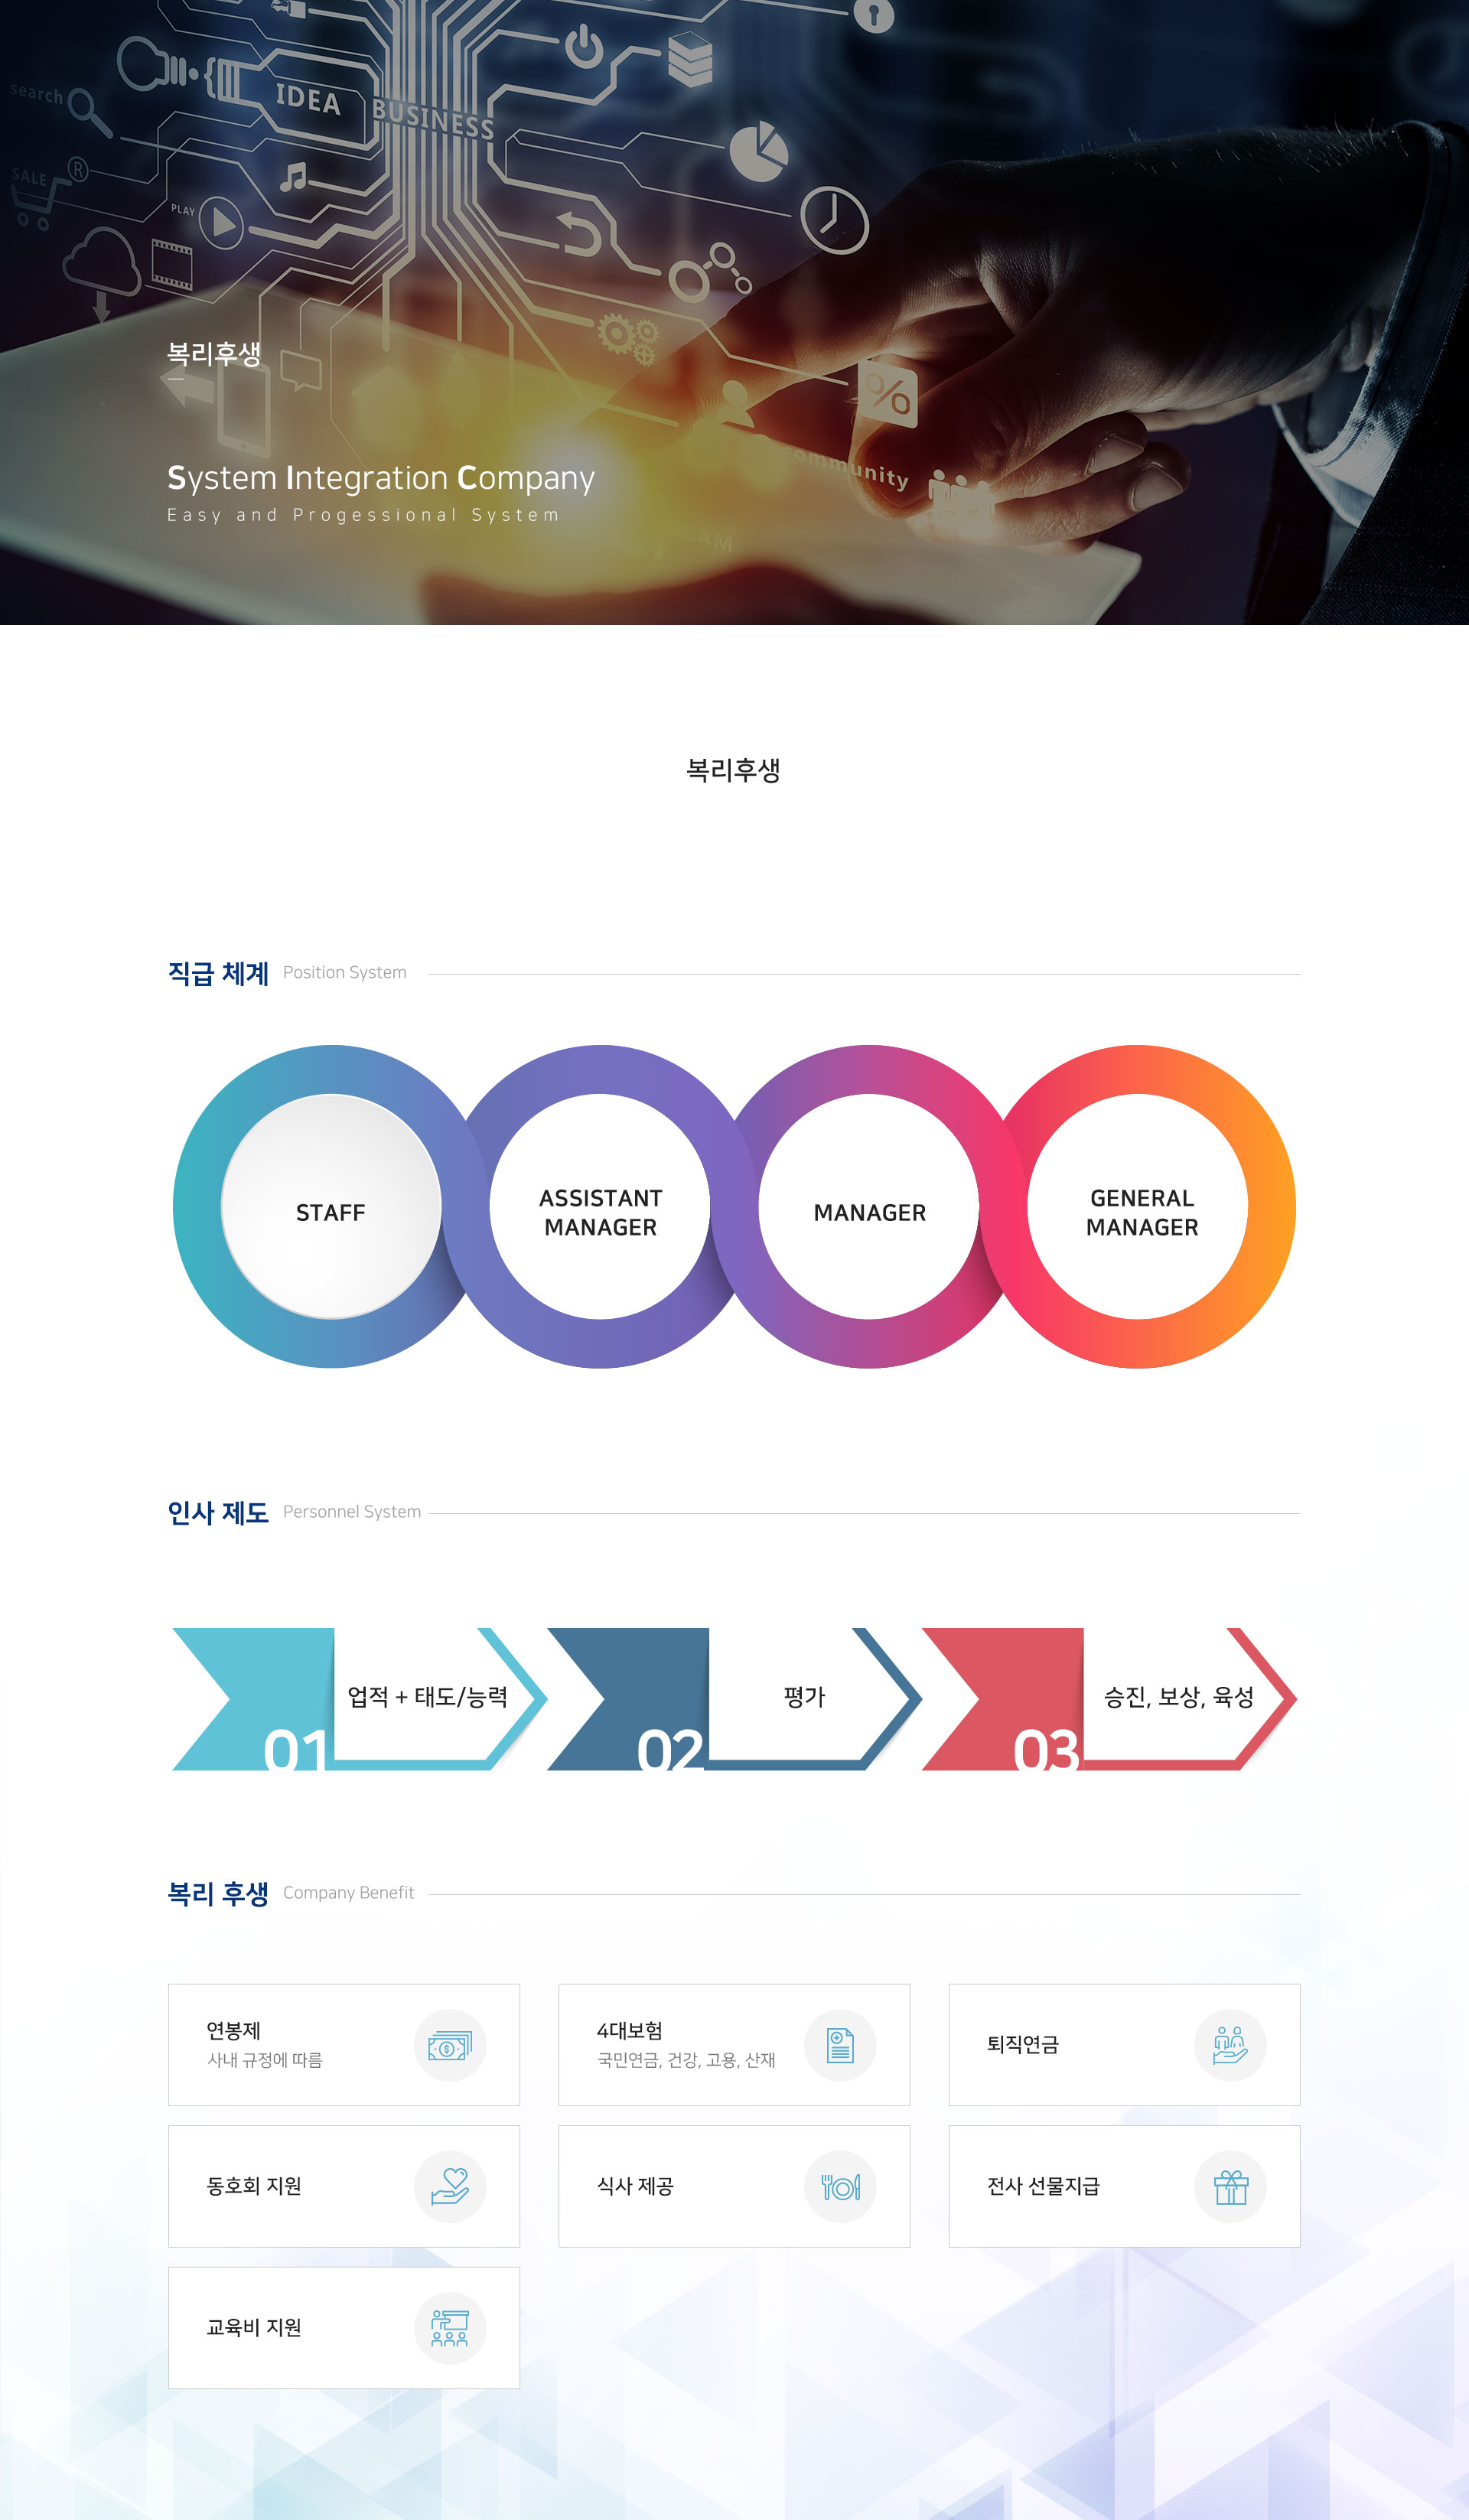 search
IDEA
BUSINESS
SALE
R
PLAY
복리후생
%
community
System Integration Company
Easy and Progessional System
복리후생
직급 체계 Position System
STAFF
ASSISTANT
MANAGER
MANAGER
GENERAL
MANAGER
인사 제도 Personnel System
업적 + 태도/능력
01
평가
02
승진, 보상, 육성
03
복리 후생 Company Benefit
연봉제
사내 규정에 따름
4대보험
국민연금, 건강, 고용, 산재
퇴직연금
동호회 지원
식사 제공
전사 선물지급
교육비 지원